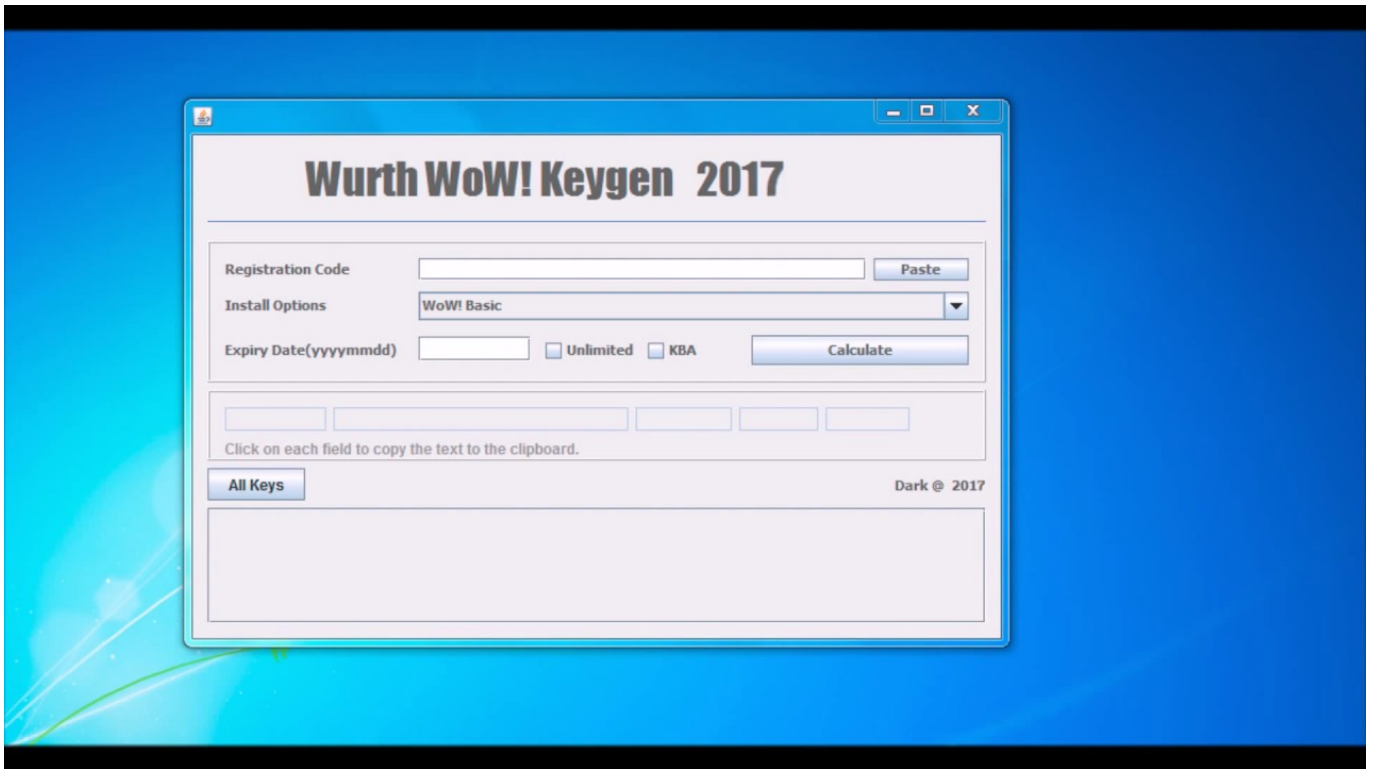 Wurth WoW! Keygen 2017
Registration Code Paste
Install Options WoW! Basic
Expiry Date(yyyymmdd) Unlimited KBA Calculate
Click on each field to copy the text to the clipboard.
All Keys Dark @ 2017